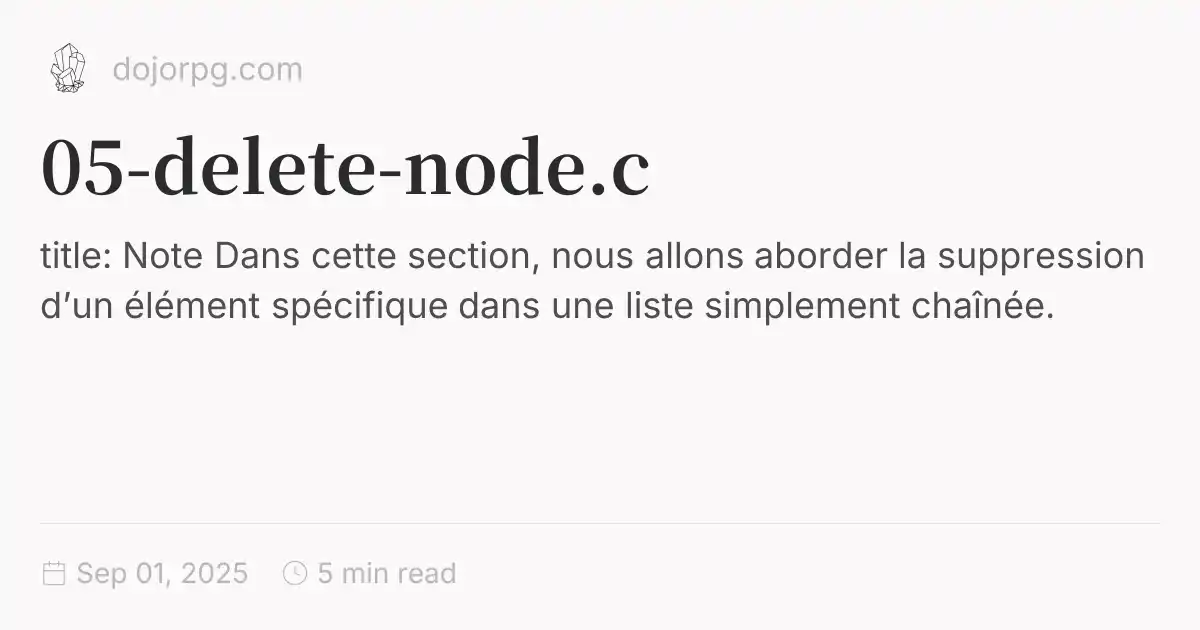 dojorpg.com
05-delete-node.c
title: Note Dans cette section, nous allons aborder la suppression
d’un élément spécifique dans une liste simplement chaînée.
Sep 01, 2025 5 min read